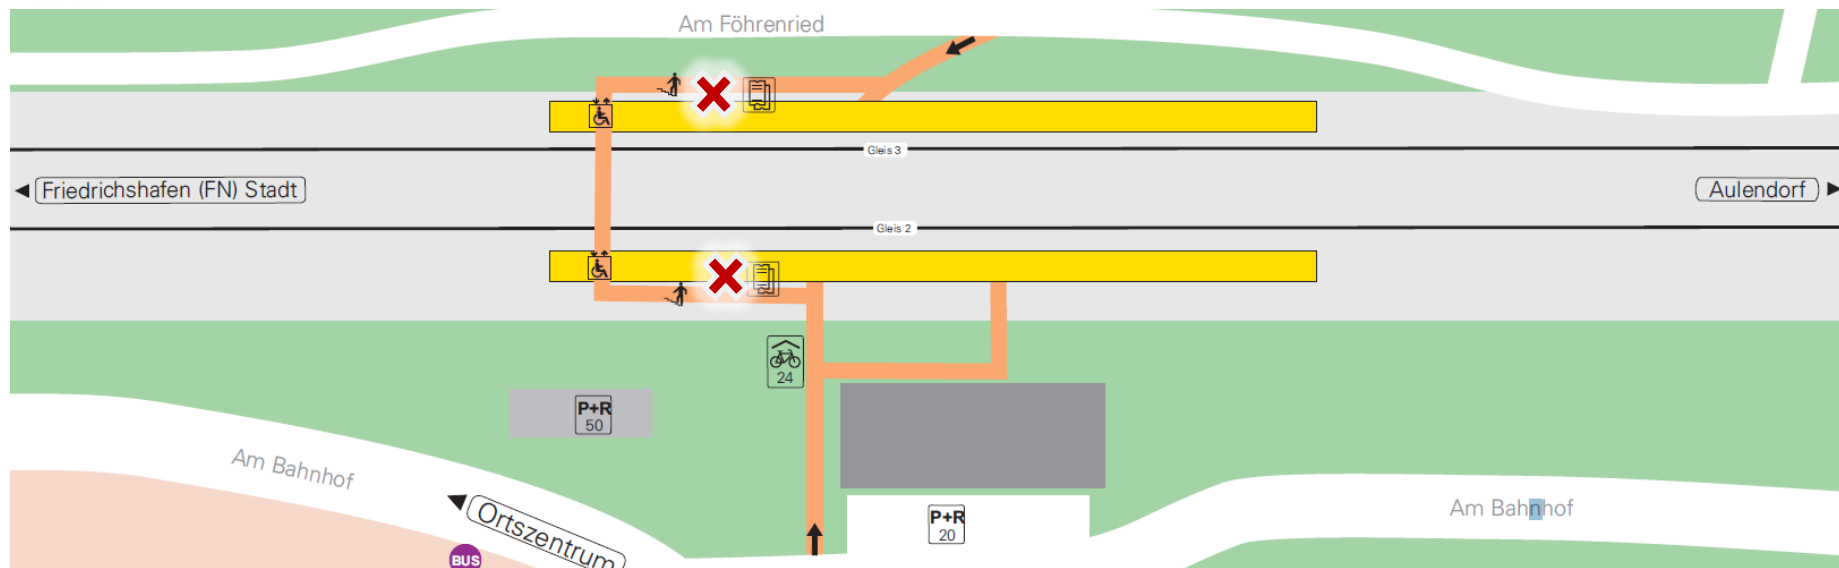 Am Föhrenried
Gleis 3
Friedrichshafen (FN) Stadt
Aulendorf
Gleis 2
24
P+R
50
Am Bahnhof
Ortszentrum
BUS
P+R
20
Am Bahnhof